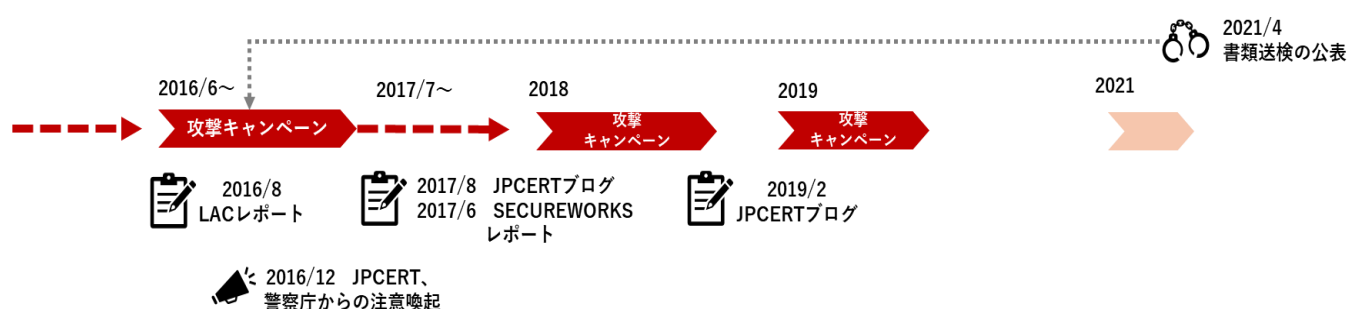 2021/4
書類送検の公表
2016/6～
2017/7～
2018
2019
2021
攻撃キャンペーン
攻撃
キャンペーン
攻撃
キャンペーン
2016/8
LACレポート
2017/8 JPCERTブログ
2017/6 SECUREWORKS
レポート
2019/2
JPCERTブログ
2016/12 JPCERT、
警察庁からの注意喚起